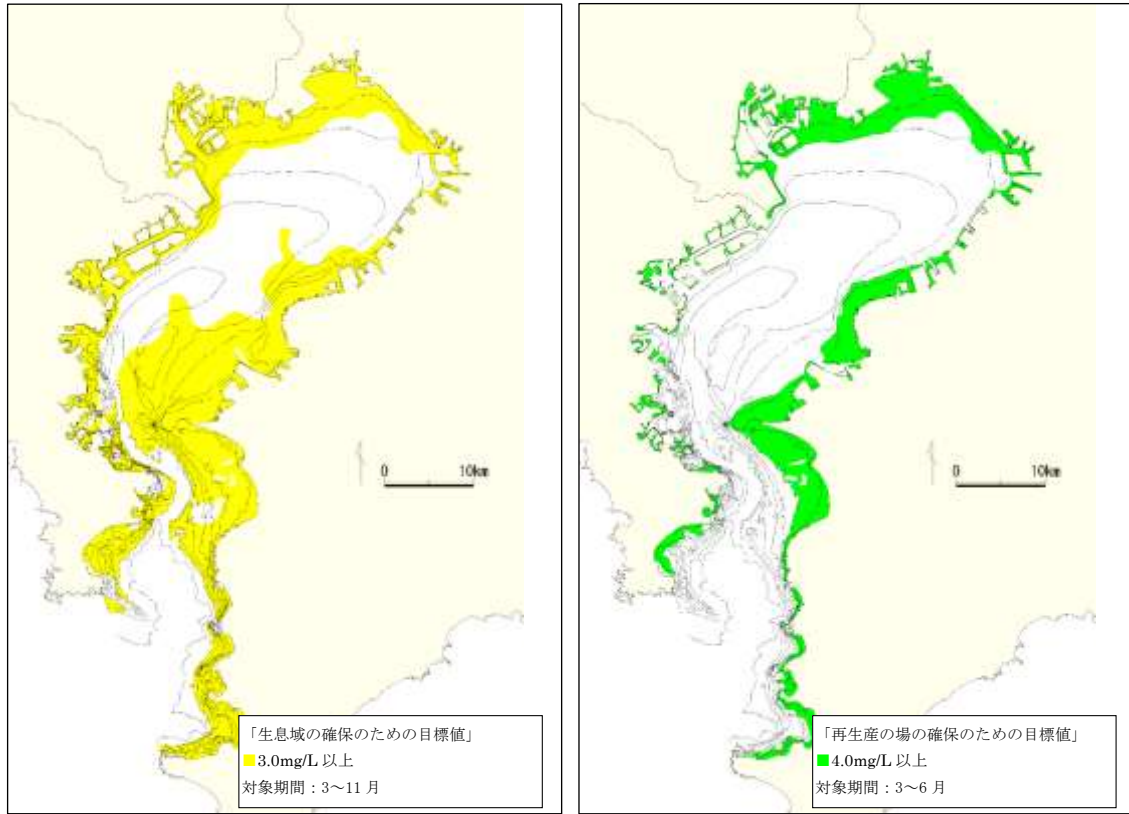 0 10km
「生息域の確保のための目標値」
3.0mg/L 以上
対象期間：3～11 月
0 10km
「再生産の場の確保のための目標値」
4.0mg/L 以上
対象期間：3～6 月